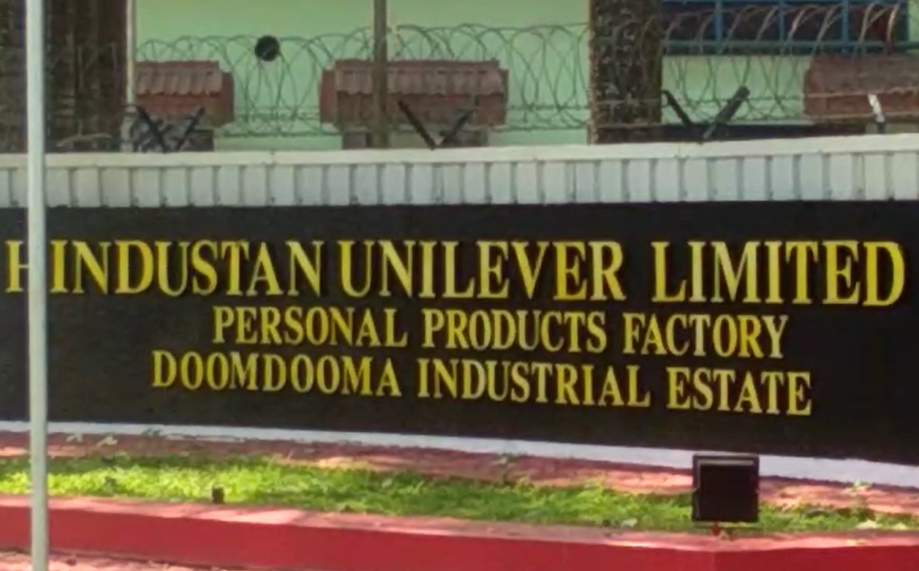 HINDUSTAN UNILEVER LIMITED
PERSONAL PRODUCTS FACTORY
DOOMDOOMA INDUSTRIAL ESTATE